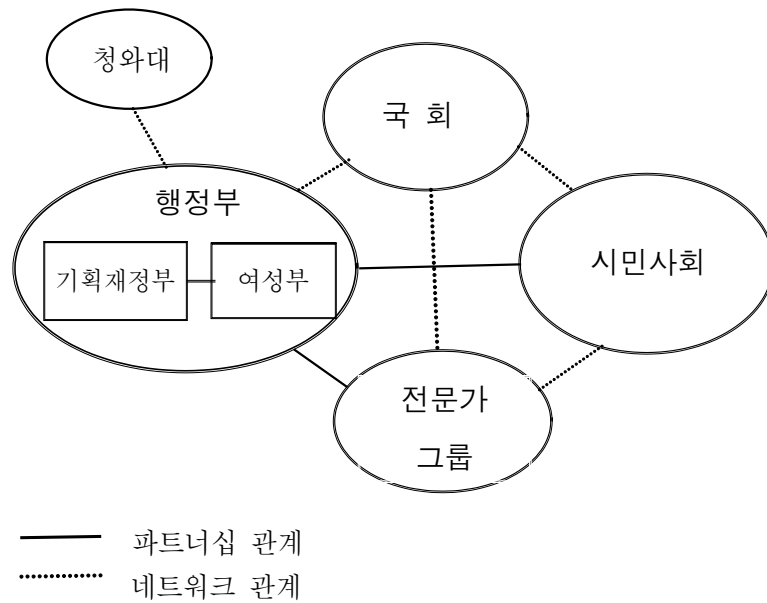 청와대
국 회
행정부
시민사회
기획재정부
여성부
전문가
그룹
파트너십 관계
네트워크 관계